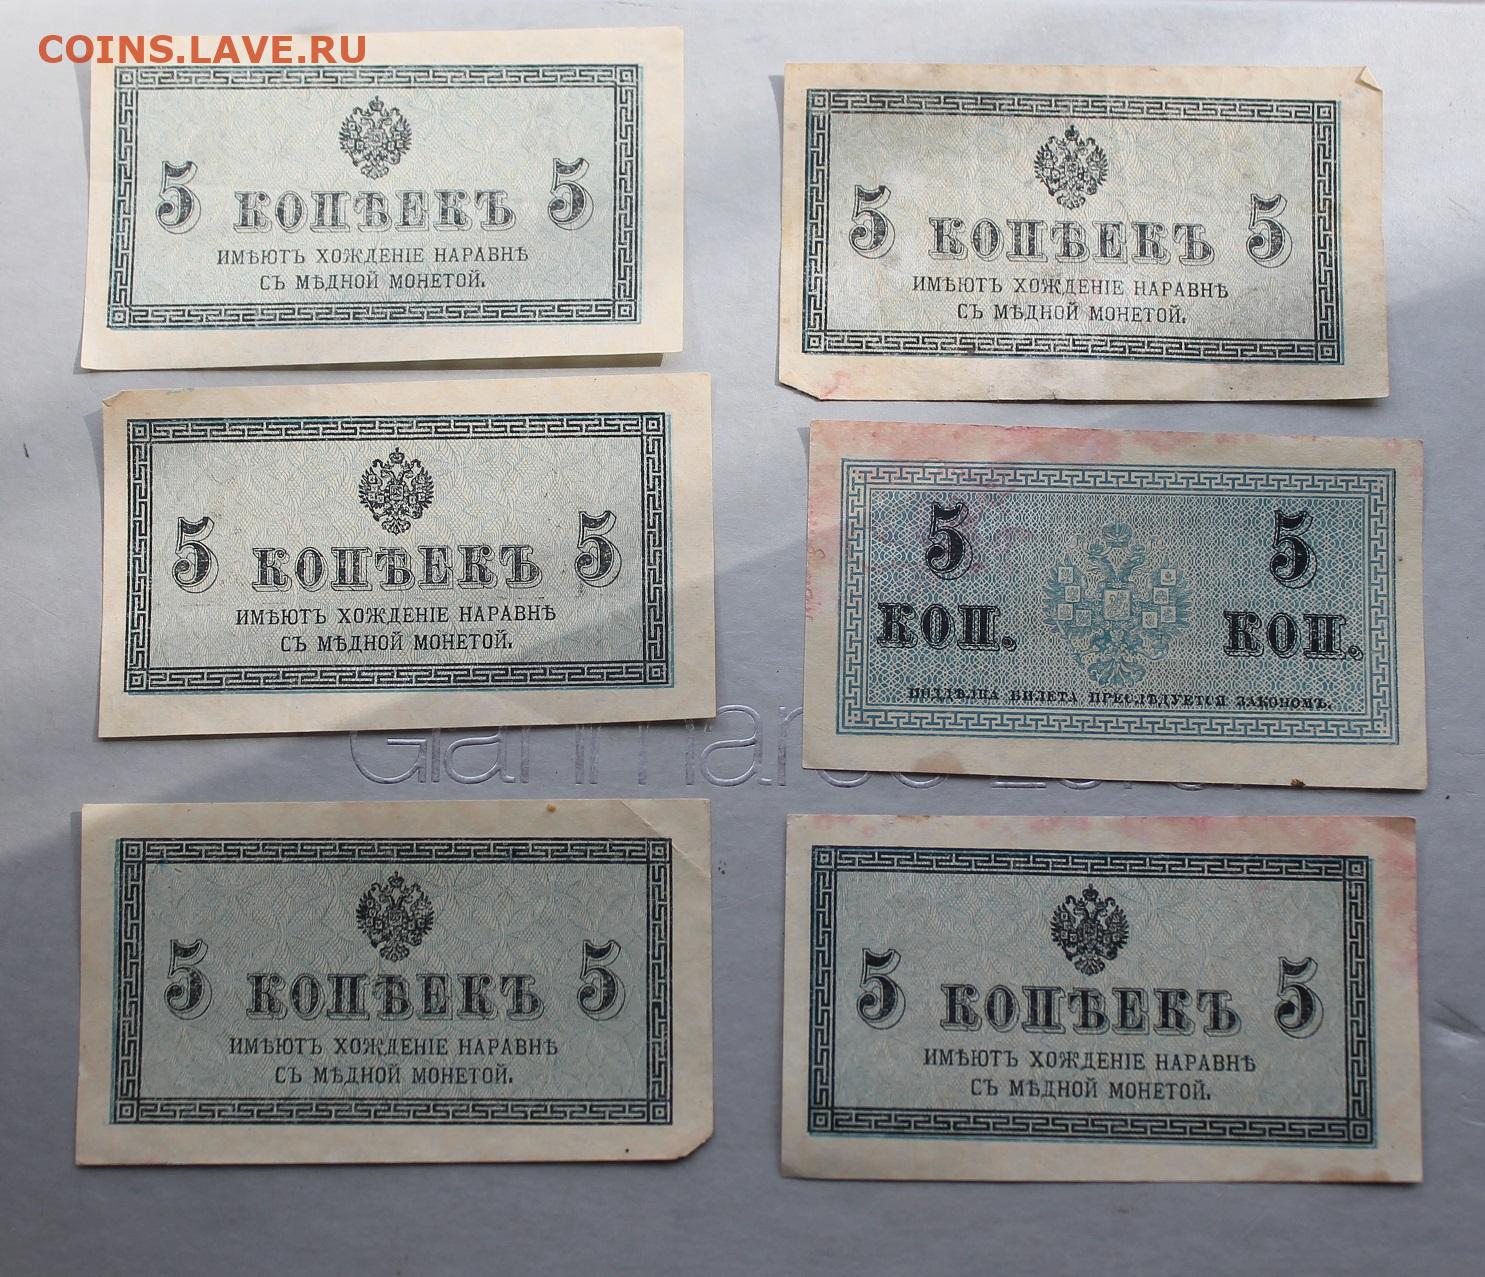 COINS.LAVE.RU
5 КОПѢЕКЪ 5
ИМѢЮТЪ ХОЖДЕНІЕ НАРАВНѢ
СЪ МѢДНОЙ МОНЕТОЙ.
5 КОПѢЕКЪ 5
ИМѢЮТЪ ХОЖДЕНІЕ НАРАВНѢ
СЪ МѢДНОЙ МОНЕТОЙ.
5 КОПѢЕКЪ 5
ИМѢЮТЪ ХОЖДЕНІЕ НАРАВНѢ
СЪ МѢДНОЙ МОНЕТОЙ.
5 5
КОП. КОП.
ПОДДѢЛКА БИЛЕТА ПРЕСЛѢДУЕТСЯ ЗАКОНОМЪ.
5 КОПѢЕКЪ 5
ИМѢЮТЪ ХОЖДЕНІЕ НАРАВНѢ
СЪ МѢДНОЙ МОНЕТОЙ.
5 КОПѢЕКЪ 5
ИМѢЮТЪ ХОЖДЕНІЕ НАРАВНѢ
СЪ МѢДНОЙ МОНЕТОЙ.